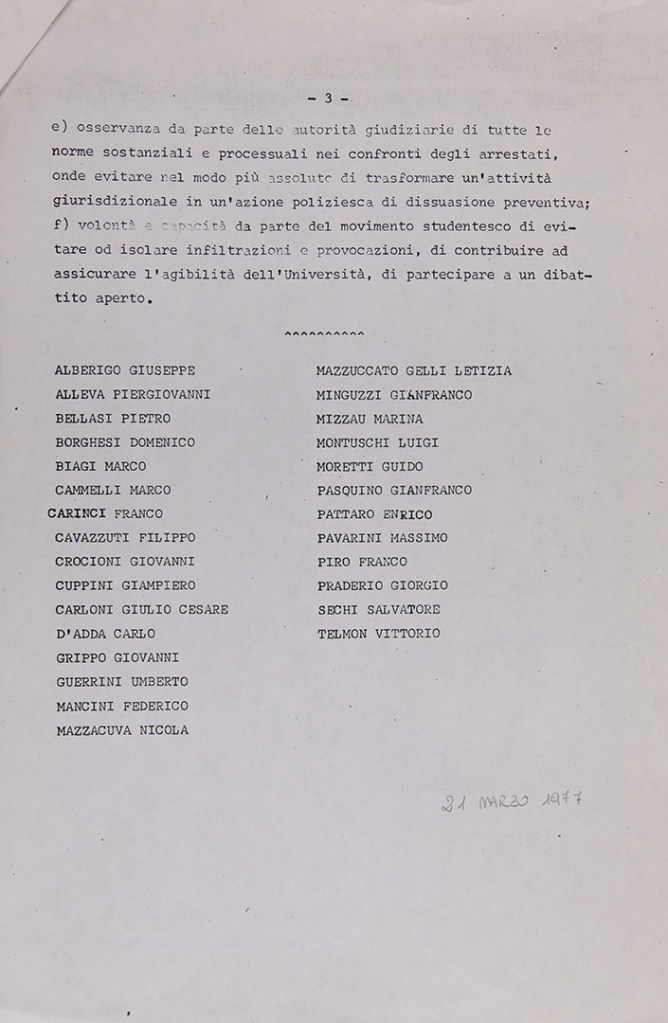 - 3 -
e) osservanza da parte delle autorità giudiziarie di tutte le
norme sostanziali e processuali nei confronti degli arrestati,
onde evitare nel modo più assoluto di trasformare un'attività
giurisdizionale in un'azione poliziesca di dissuasione preventiva;
f) volontà e capacità da parte del movimento studentesco di evi-
tare od isolare infiltrazioni e provocazioni, di contribuire ad
assicurare l'agibilità dell'Università, di partecipare a un dibat-
tito aperto.
^^^^^^^^^^
ALBERIGO GIUSEPPE
ALLEVA PIERGIOVANNI
BELLASI PIETRO
BORGHESI DOMENICO
BIAGI MARCO
CAMMELLI MARCO
CARINCI FRANCO
CAVAZZUTI FILIPPO
CROCIONI GIOVANNI
CUPPINI GIAMPIERO
CARLONI GIULIO CESARE
D'ADDA CARLO
GRIPPO GIOVANNI
GUERRINI UMBERTO
MANCINI FEDERICO
MAZZACUVA NICOLA
MAZZUCCATO GELLI LETIZIA
MINGUZZI GIANFRANCO
MIZZAU MARINA
MONTUSCHI LUIGI
MORETTI GUIDO
PASQUINO GIANFRANCO
PATTARO ENRICO
PAVARINI MASSIMO
PIRO FRANCO
PRADERIO GIORGIO
SECHI SALVATORE
TELMON VITTORIO
21 MARZO 1977